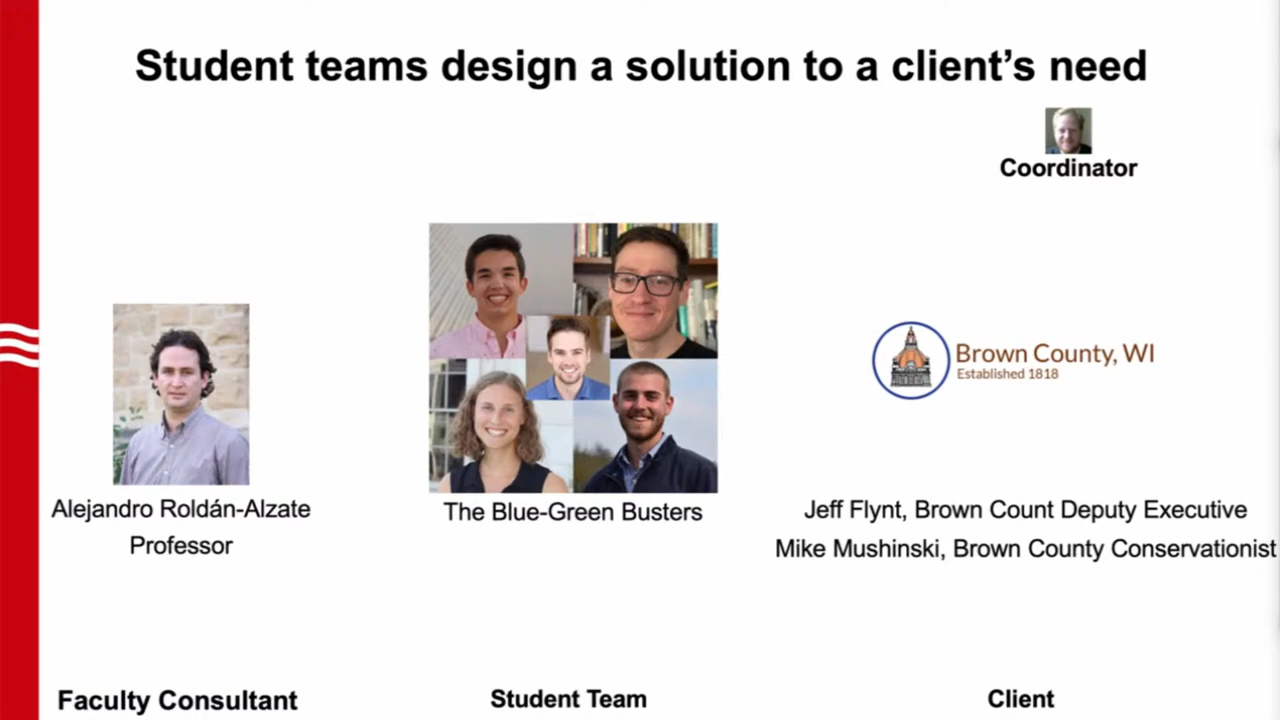 Student teams design a solution to a client's need
Coordinator
Brown County, WI
Established 1818
Alejandro Roldán-Alzate
Professor
The Blue-Green Busters
Jeff Flynt, Brown Count Deputy Executive
Mike Mushinski, Brown County Conservationist
Faculty Consultant
Student Team
Client